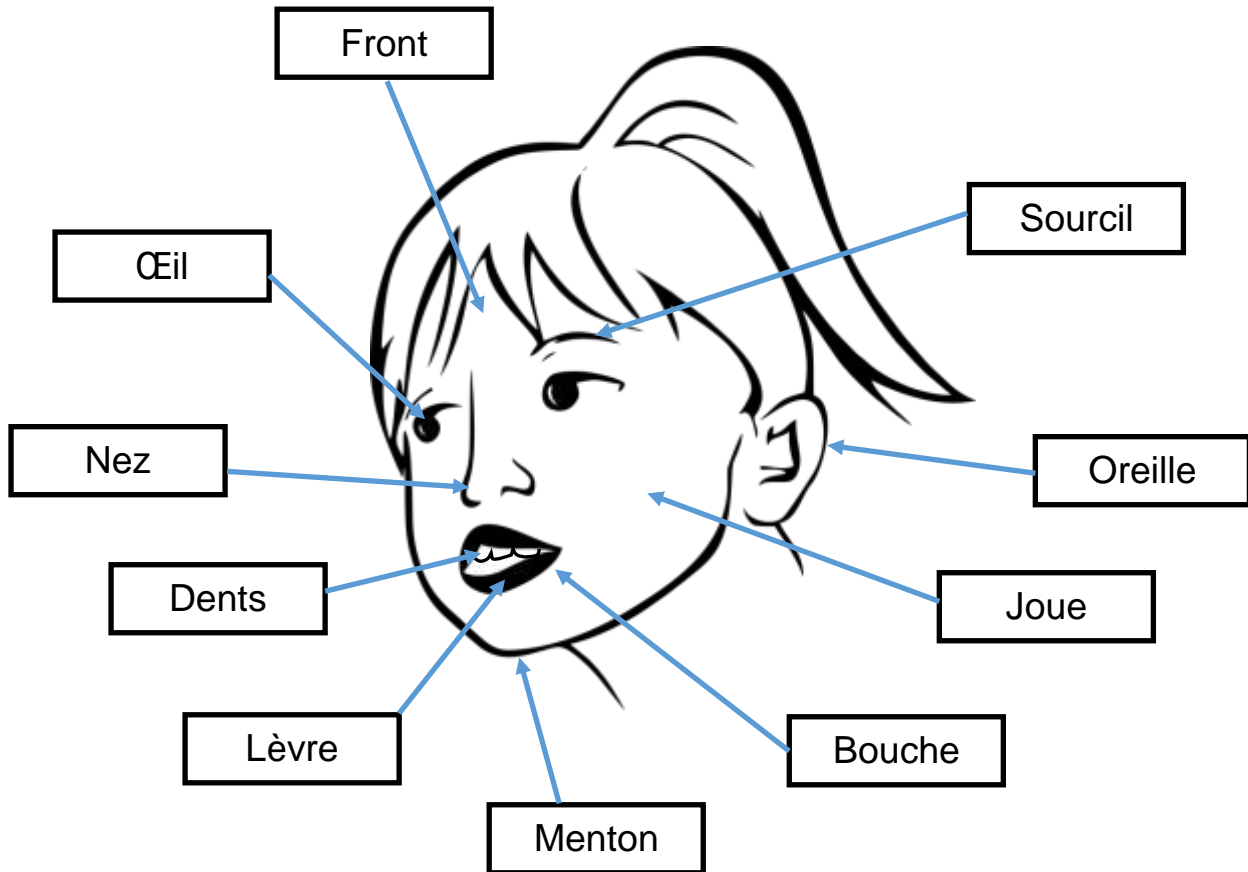 Front
Sourcil
Œil
Nez
Oreille
Dents
Joue
Lèvre
Bouche
Menton